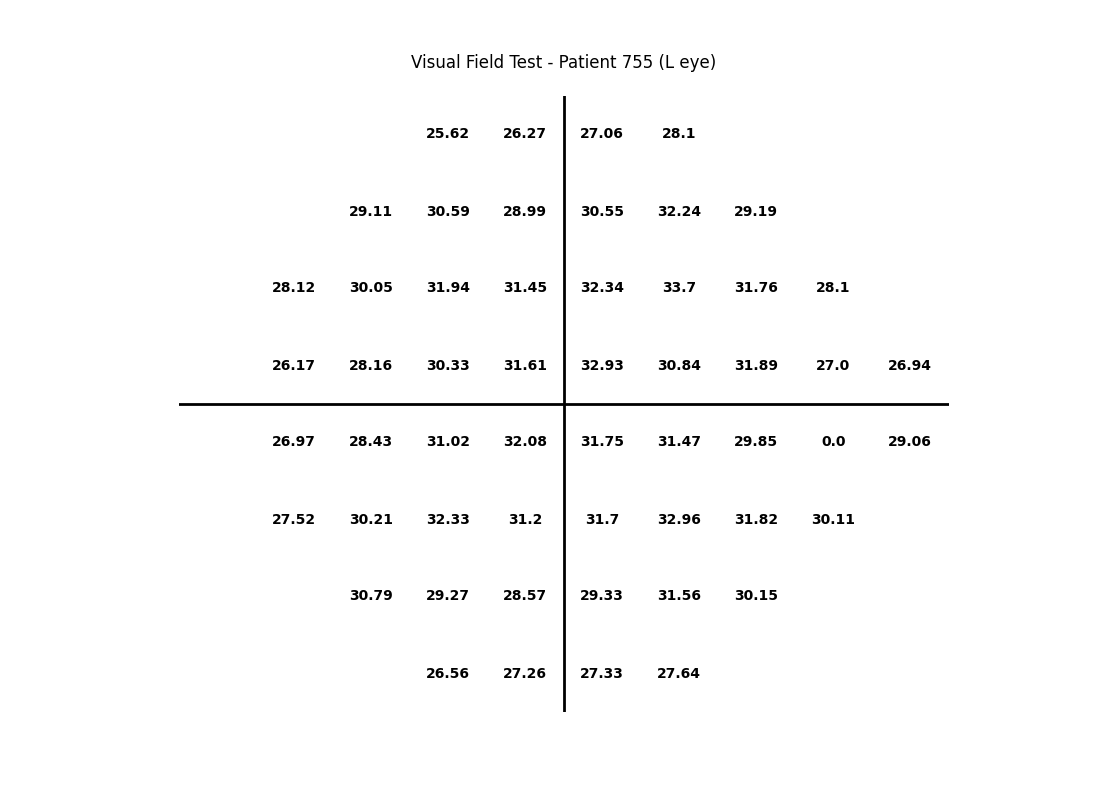 Visual Field Test - Patient 755 (L eye)
25.62 26.27 27.06 28.1
29.11 30.59 28.99 30.55 32.24 29.19
28.12 30.05 31.94 31.45 32.34 33.7 31.76 28.1
26.17 28.16 30.33 31.61 32.93 30.84 31.89 27.0 26.94
26.97 28.43 31.02 32.08 31.75 31.47 29.85 0.0 29.06
27.52 30.21 32.33 31.2 31.7 32.96 31.82 30.11
30.79 29.27 28.57 29.33 31.56 30.15
26.56 27.26 27.33 27.64